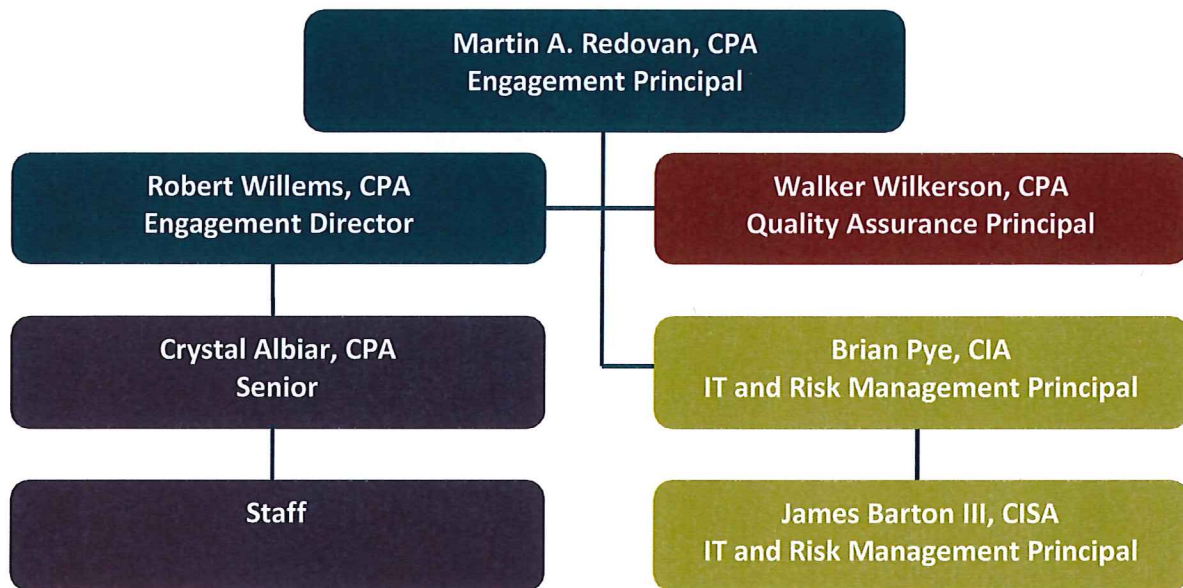 Martin A. Redovan, CPA
Engagement Principal
Robert Willems, CPA
Engagement Director
Walker Wilkerson, CPA
Quality Assurance Principal
Crystal Albiar, CPA
Senior
Brian Pye, CIA
IT and Risk Management Principal
Staff
James Barton III, CISA
IT and Risk Management Principal